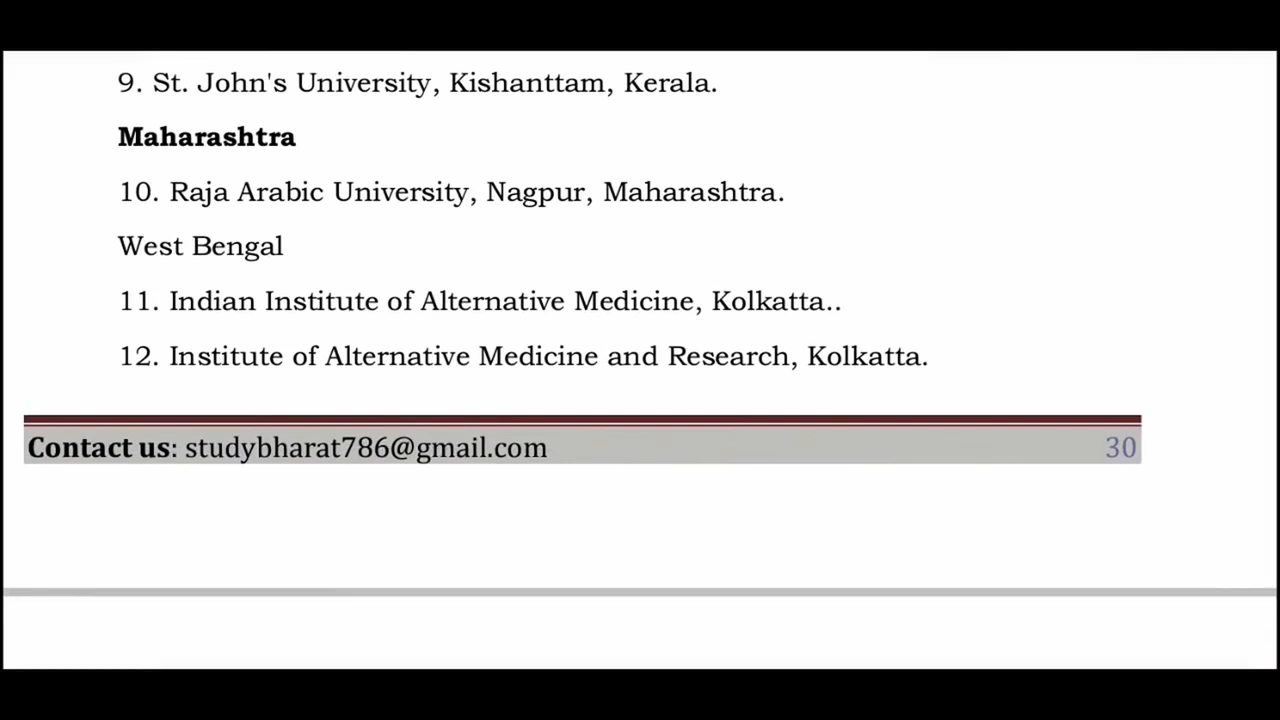 9. St. John's University, Kishanttam, Kerala.
Maharashtra
10. Raja Arabic University, Nagpur, Maharashtra.
West Bengal
11. Indian Institute of Alternative Medicine, Kolkatta..
12. Institute of Alternative Medicine and Research, Kolkatta.
Contact us: studybharat786@gmail.com 30